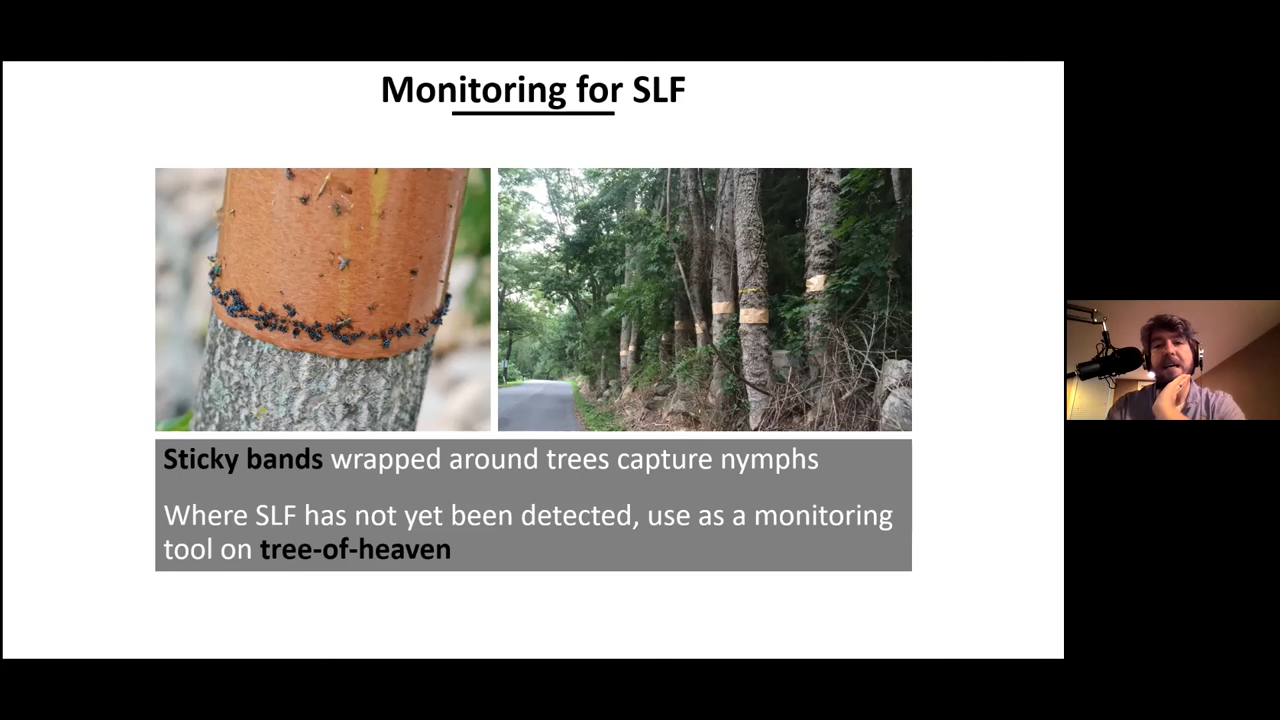 Monitoring for SLF
Sticky bands wrapped around trees capture nymphs
Where SLF has not yet been detected, use as a monitoring
tool on tree-of-heaven